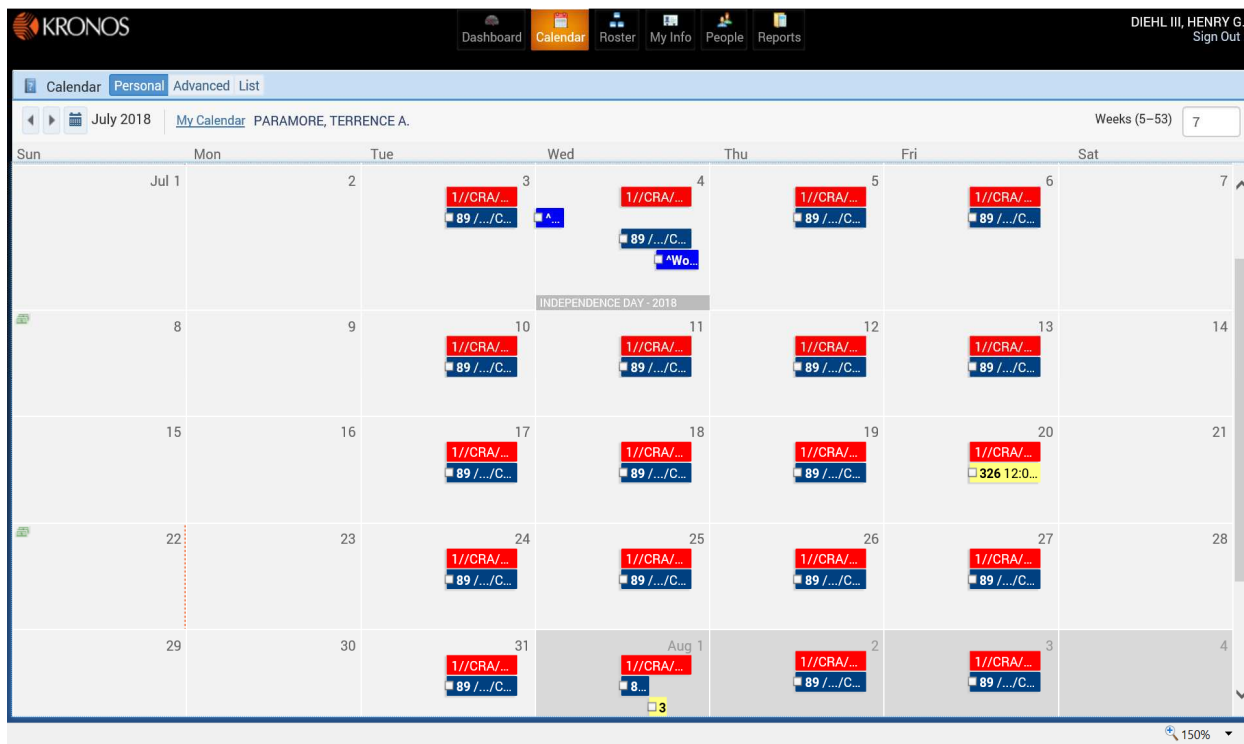 KRONOS
Dashboard Calendar Roster My Info People Reports
DIEHL III, HENRY G.
Sign Out
Calendar Personal Advanced List
July 2018 My Calendar PARAMORE, TERRENCE A. Weeks (5–53) 7
Sun Mon Tue Wed Thu Fri Sat
Jul 1 2 3 4 5 6 7
1//CRA/... 1//CRA/... 1//CRA/... 1//CRA/...
89 /.../C... ^... 89 /.../C... 89 /.../C...
89 /.../C...
^Wo...
INDEPENDENCE DAY - 2018
8 9 10 11 12 13 14
1//CRA/... 1//CRA/... 1//CRA/... 1//CRA/...
89 /.../C... 89 /.../C... 89 /.../C... 89 /.../C...
15 16 17 18 19 20 21
1//CRA/... 1//CRA/... 1//CRA/... 1//CRA/...
89 /.../C... 89 /.../C... 89 /.../C... 326 12:0...
22 23 24 25 26 27 28
1//CRA/... 1//CRA/... 1//CRA/... 1//CRA/...
89 /.../C... 89 /.../C... 89 /.../C... 89 /.../C...
29 30 31 Aug 1 2 3 4
1//CRA/... 1//CRA/... 1//CRA/... 1//CRA/...
89 /.../C... 8... 89 /.../C... 89 /.../C...
3
150%